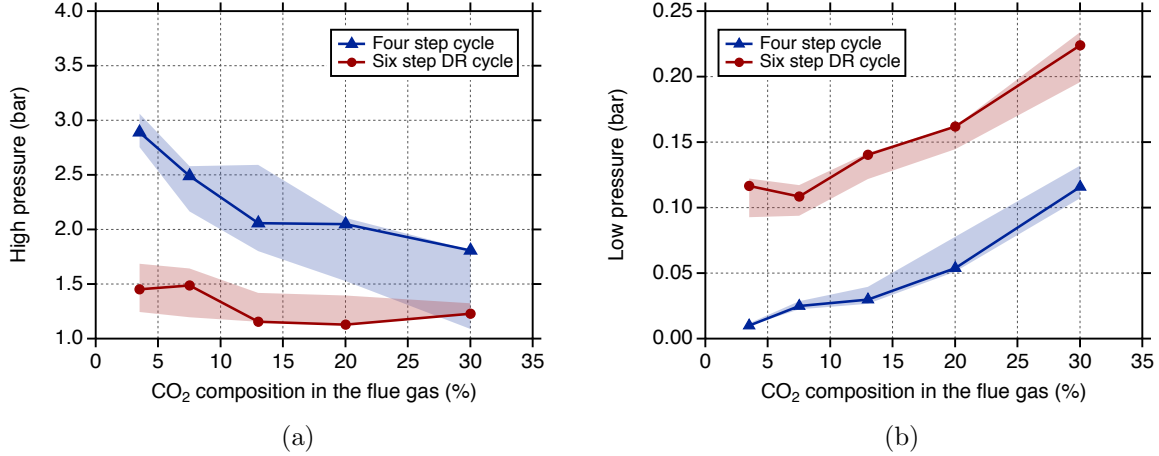 4.0
3.5
3.0
2.5
2.0
1.5
1.0
High pressure (bar)
Four step cycle
Six step DR cycle
0 5 10 15 20 25 30 35
CO₂ composition in the flue gas (%)
(a)
0.25
0.20
0.15
0.10
0.05
0.00
Low pressure (bar)
Four step cycle
Six step DR cycle
0 5 10 15 20 25 30 35
CO₂ composition in the flue gas (%)
(b)